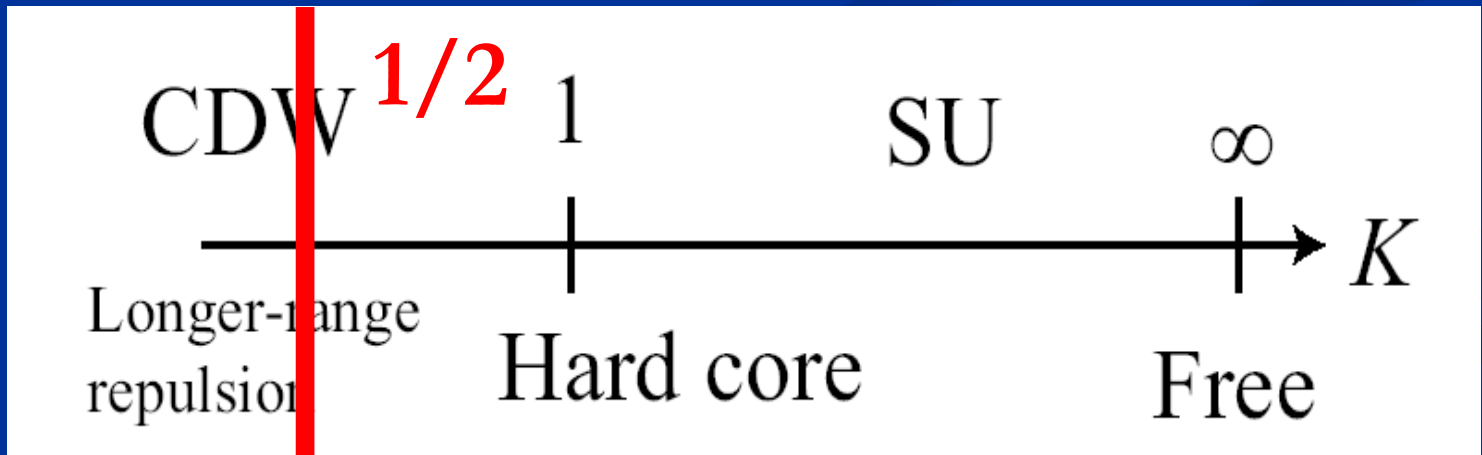 CDW 1/2 1 SU ∞
K
Longer-range
repulsion
Hard core Free